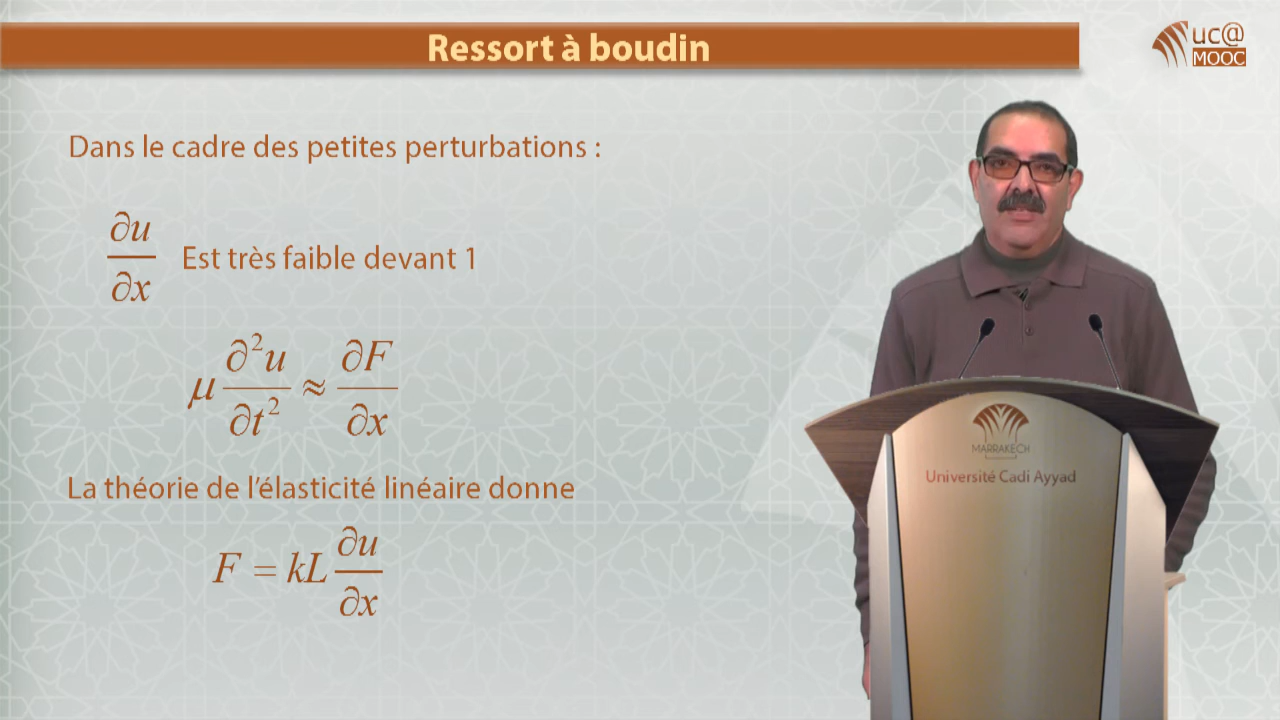 Ressort à boudin
uc@
MOOC
Dans le cadre des petites perturbations :
∂u/∂x Est très faible devant 1
μ ∂²u/∂t² ≈ ∂F/∂x
La théorie de l'élasticité linéaire donne
F = kL ∂u/∂x
MARRAKECH
Université Cadi Ayyad